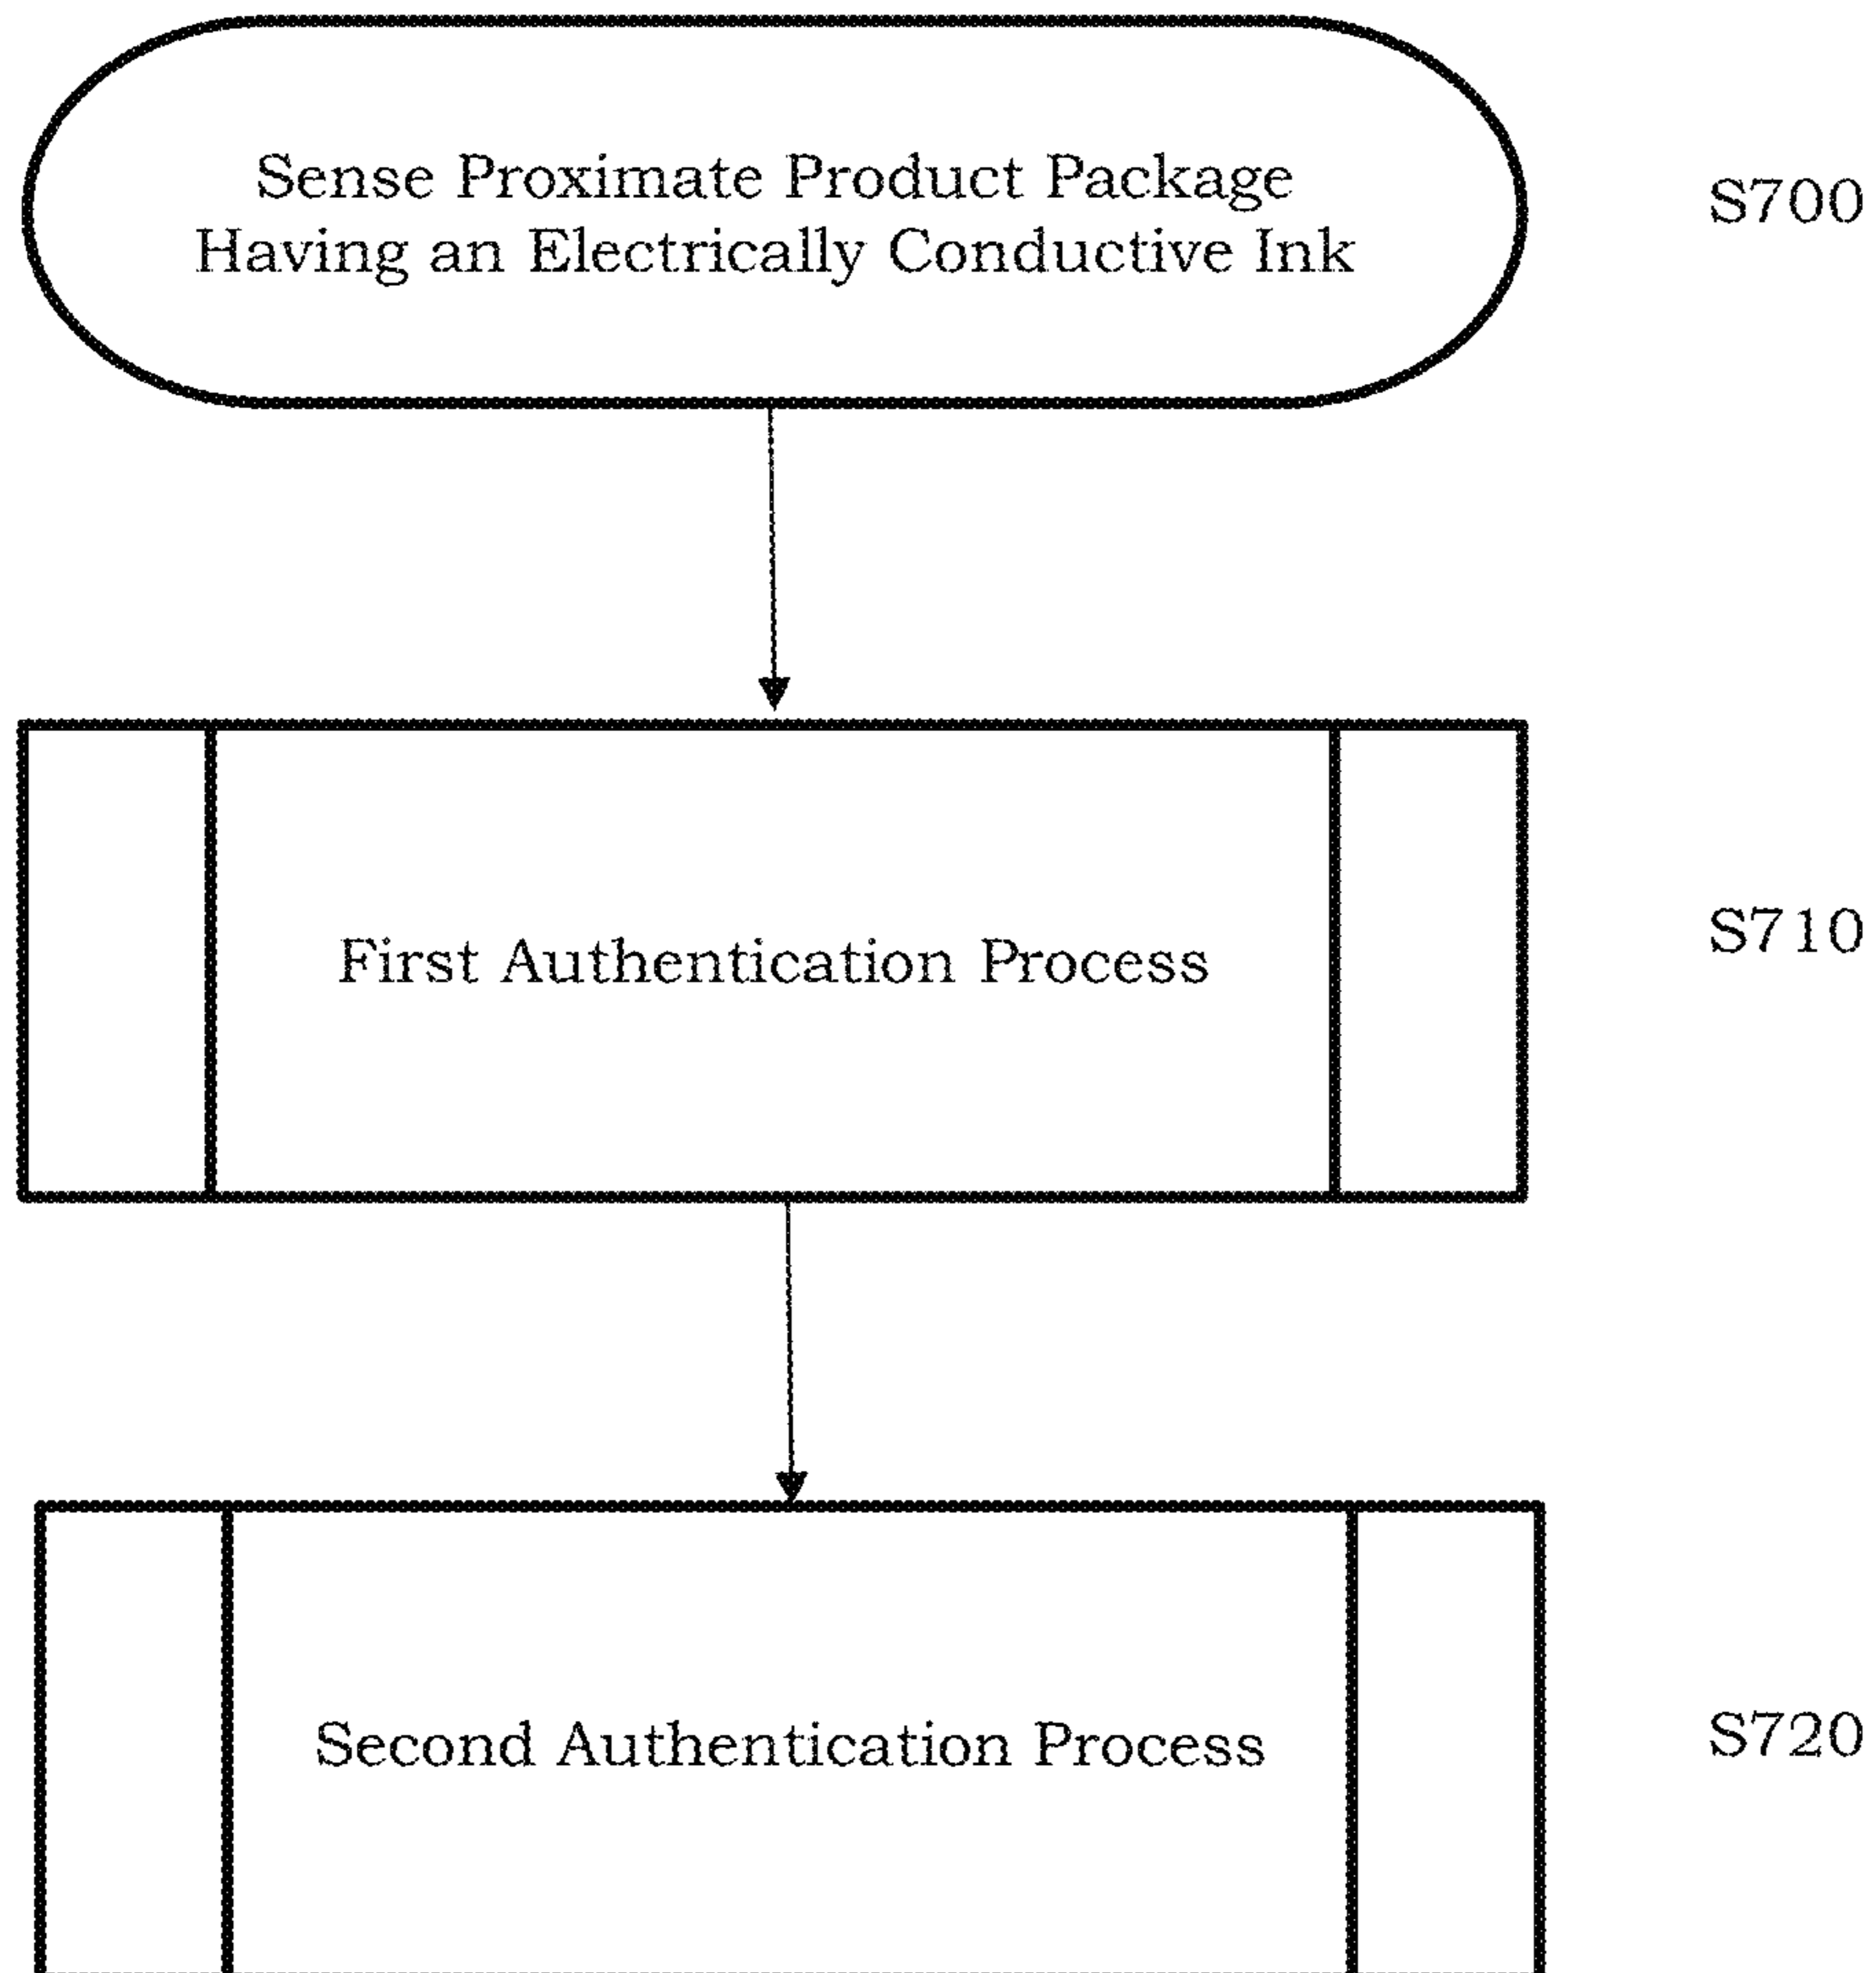 Sense Proximate Product Package
Having an Electrically Conductive Ink
S700
First Authentication Process
S710
Second Authentication Process
S720